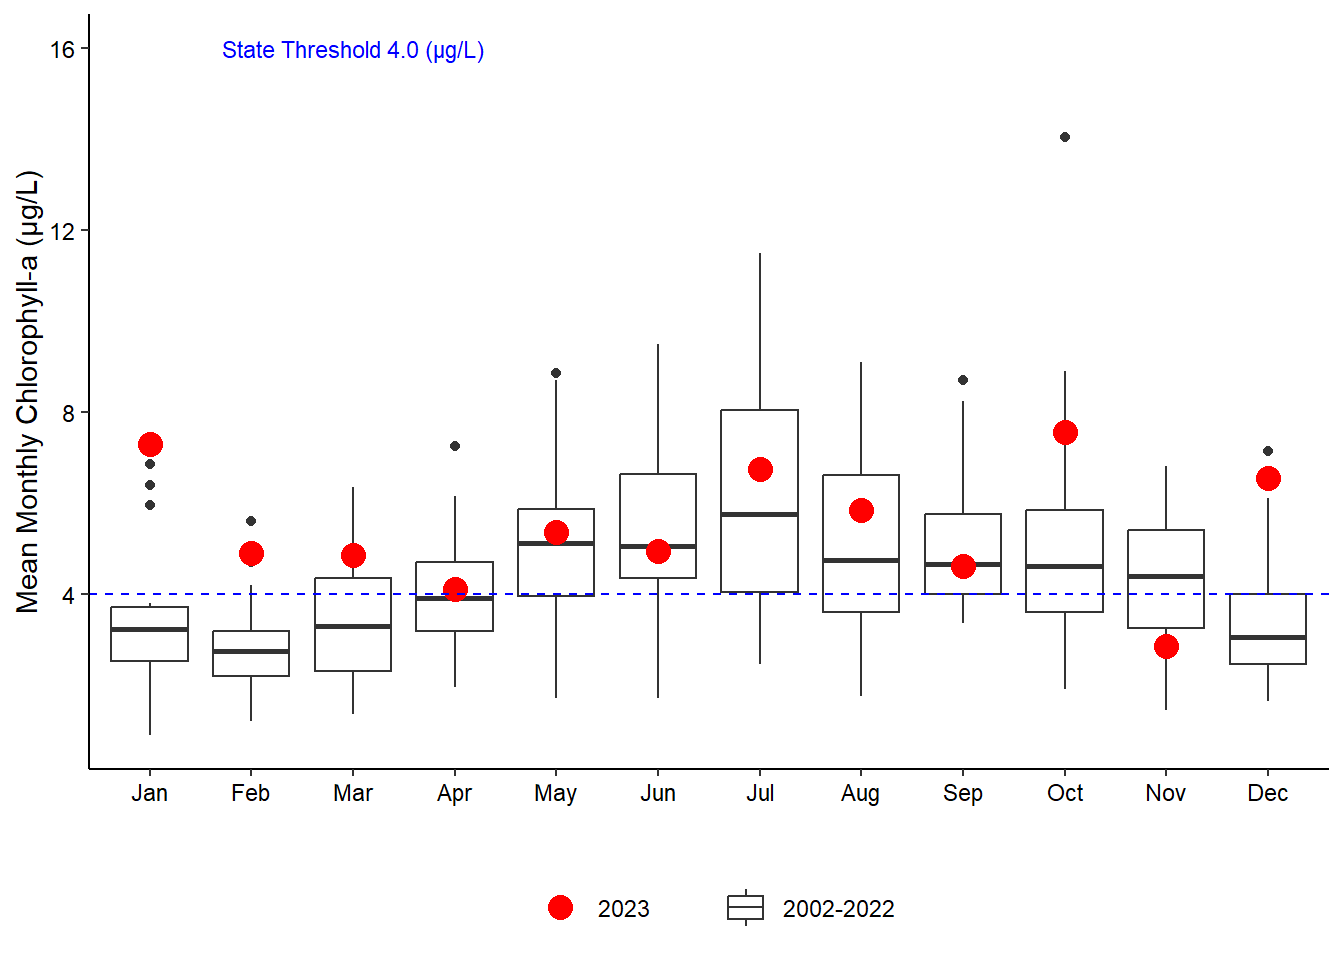 State Threshold 4.0 (µg/L)
Mean Monthly Chlorophyll-a (µg/L)
16
12
8
4
Jan Feb Mar Apr May Jun Jul Aug Sep Oct Nov Dec
2023 2002-2022